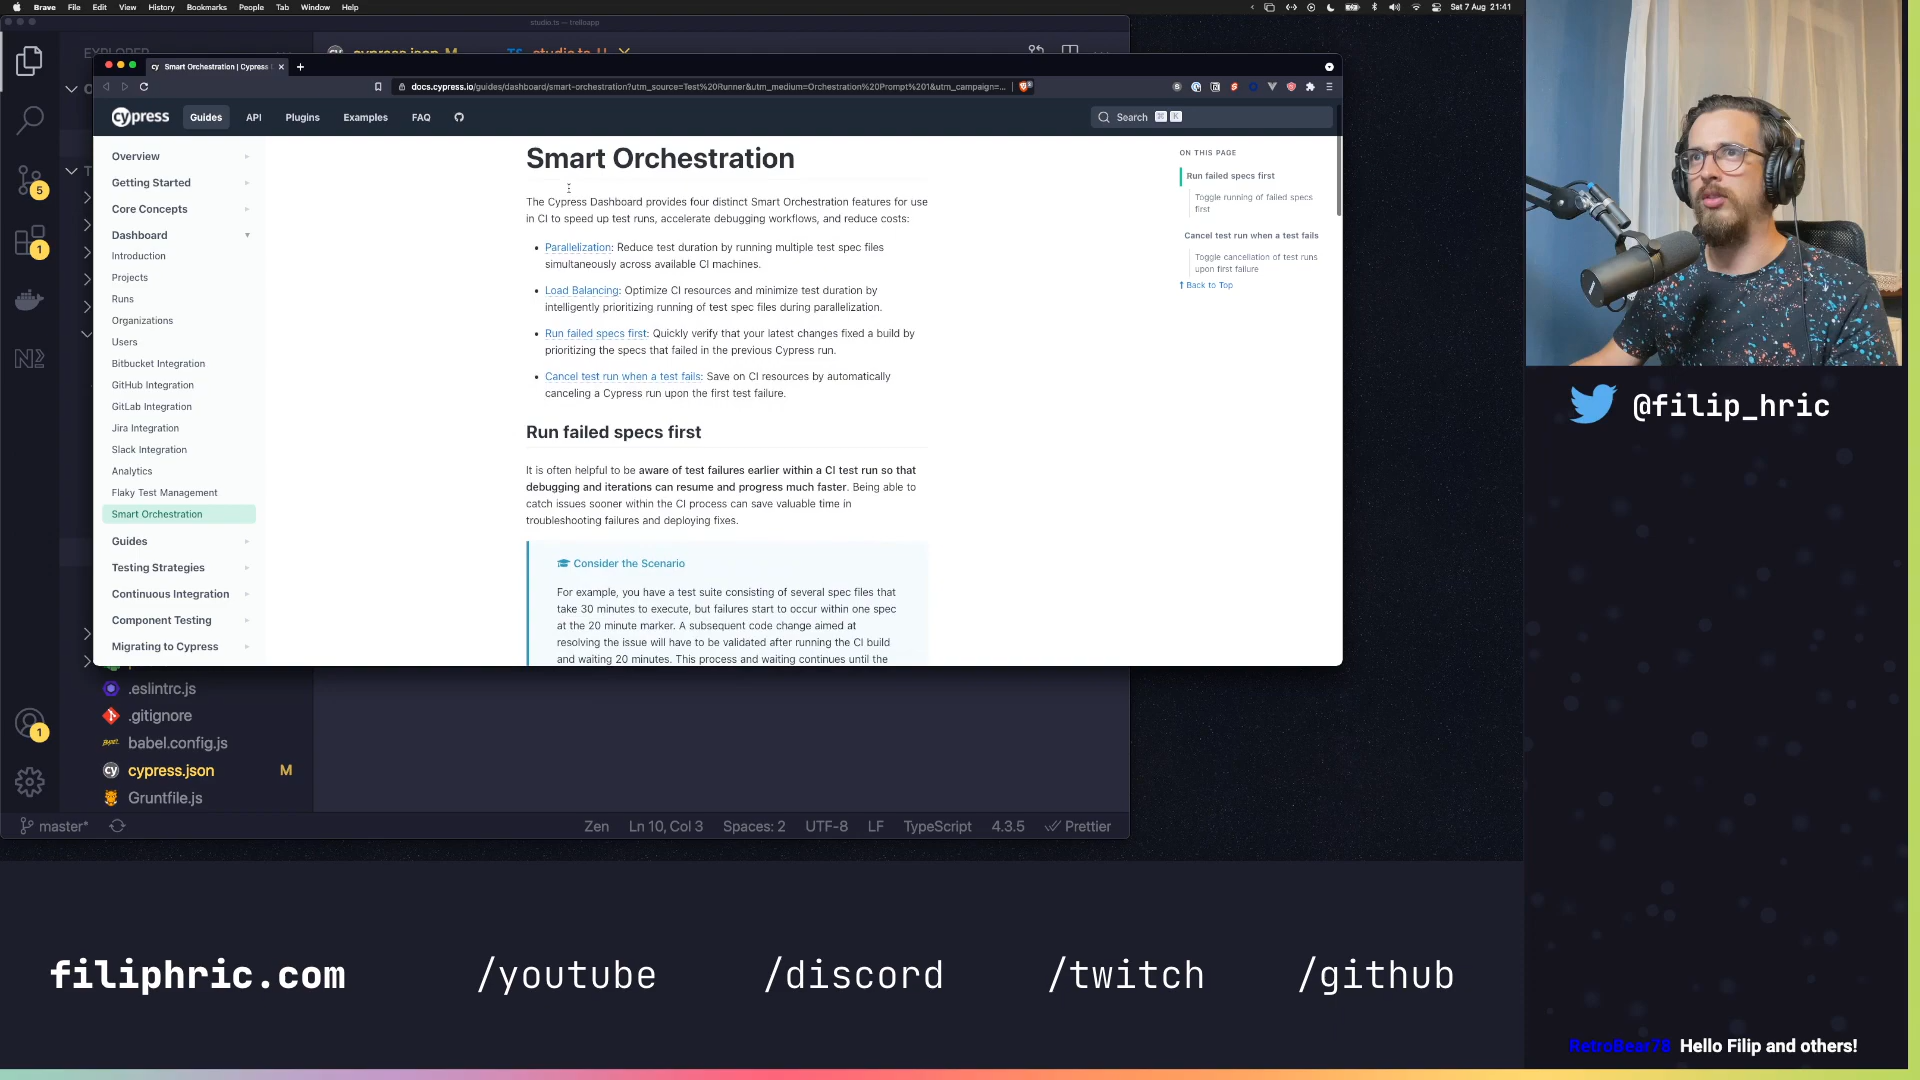 Brave File Edit View History Bookmarks People Tab Window Help
Sat 7 Aug 21:41
studio.ts — trelloapp
EXPLORER
cypress.json M
TS studio.ts U
cy Smart Orchestration | Cypress
docs.cypress.io/guides/dashboard/smart-orchestration?utm_source=Test%20Runner&utm_medium=Orchestration%20Prompt%201&utm_campaign=...
cypress
Guides API Plugins Examples FAQ
Search ⌘ K
Overview
Getting Started
Core Concepts
Dashboard
Introduction
Projects
Runs
Organizations
Users
Bitbucket Integration
GitHub Integration
GitLab Integration
Jira Integration
Slack Integration
Analytics
Flaky Test Management
Smart Orchestration
Guides
Testing Strategies
Continuous Integration
Component Testing
Migrating to Cypress
Smart Orchestration
The Cypress Dashboard provides four distinct Smart Orchestration features for use
in CI to speed up test runs, accelerate debugging workflows, and reduce costs:
• Parallelization: Reduce test duration by running multiple test spec files
simultaneously across available CI machines.
• Load Balancing: Optimize CI resources and minimize test duration by
intelligently prioritizing running of test spec files during parallelization.
• Run failed specs first: Quickly verify that your latest changes fixed a build by
prioritizing the specs that failed in the previous Cypress run.
• Cancel test run when a test fails: Save on CI resources by automatically
canceling a Cypress run upon the first test failure.
Run failed specs first
It is often helpful to be aware of test failures earlier within a CI test run so that
debugging and iterations can resume and progress much faster. Being able to
catch issues sooner within the CI process can save valuable time in
troubleshooting failures and deploying fixes.
Consider the Scenario
For example, you have a test suite consisting of several spec files that
take 30 minutes to execute, but failures start to occur within one spec
at the 20 minute marker. A subsequent code change aimed at
resolving the issue will have to be validated after running the CI build
and waiting 20 minutes. This process and waiting continues until the
ON THIS PAGE
Run failed specs first
Toggle running of failed specs
first
Cancel test run when a test fails
Toggle cancellation of test runs
upon first failure
Back to Top
5
1
1
.eslintrc.js
.gitignore
babel.config.js
cy cypress.json M
Gruntfile.js
master*
Zen Ln 10, Col 3 Spaces: 2 UTF-8 LF TypeScript 4.3.5 Prettier
@filip_hric
filiphric.com /youtube /discord /twitch /github
RetroBear78 Hello Filip and others!